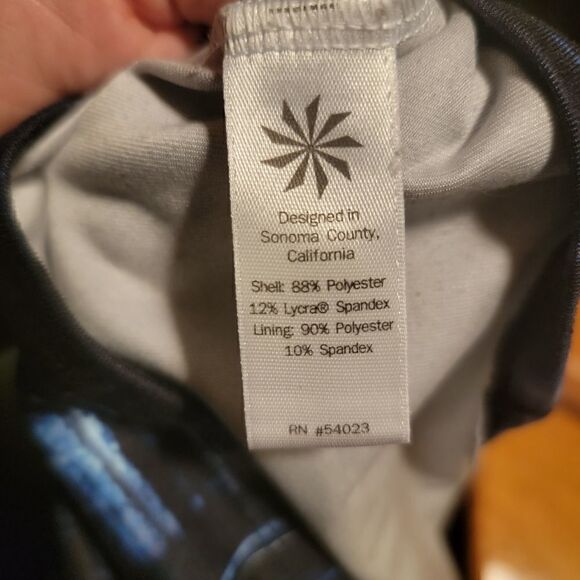 Designed in
Sonoma County,
California
Shell: 88% Polyester
12% Lycra® Spandex
Lining: 90% Polyester
10% Spandex
RN #54023